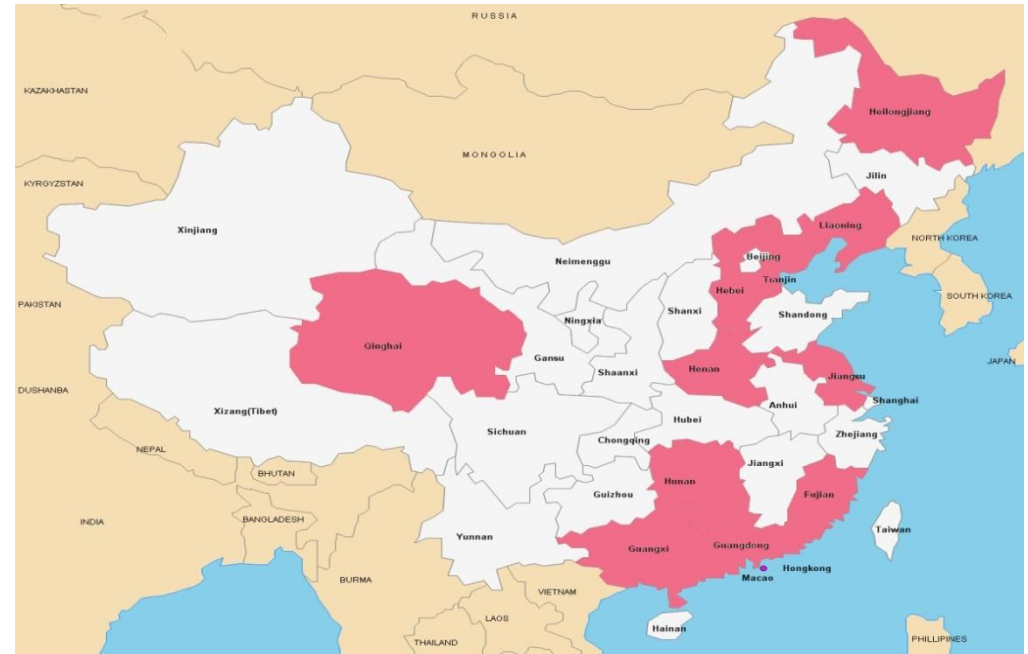 RUSSIA
KAZAKHSTAN
Heilongjiang
MONGOLIA
Jilin
KYRGYZSTAN
Xinjiang
Liaoning
NORTH KOREA
Beijing
Neimenggu
Tianjin
Hebei
SOUTH KOREA
PAKISTAN
Shanxi
Shandong
Ningxia
Qinghai
Gansu
JAPAN
Henan
Shaanxi
Jiangsu
DUSHANBA
Shanghai
Anhui
Xizang(Tibet)
Hubei
Sichuan
Zhejiang
Chongqing
NEPAL
Jiangxi
BHUTAN
Hunan
Guizhou
Fujian
INDIA
BANGLADESH
Taiwan
Yunnan
Guangdong
Guangxi
Hongkong
Macao
BURMA
VIETNAM
LAOS
Hainan
THAILAND
PHILLIPINES